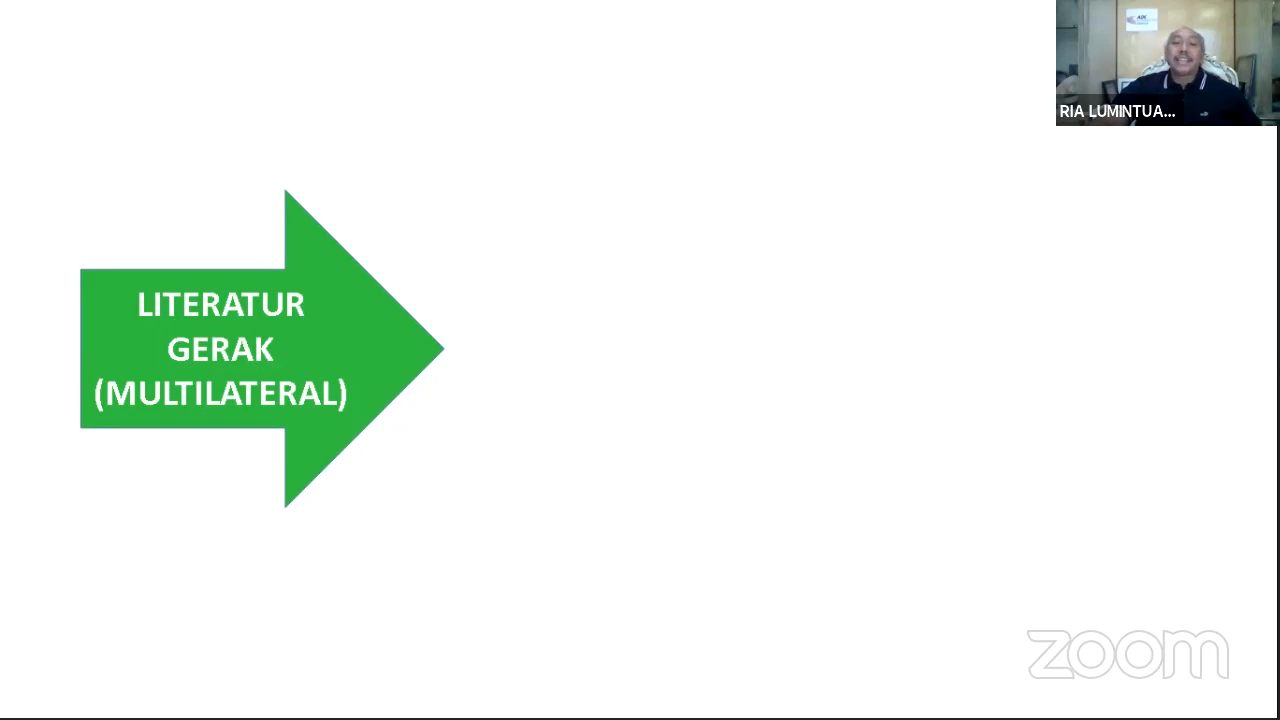 LITERATUR
GERAK
(MULTILATERAL)
RIA LUMINTUA...
zoom